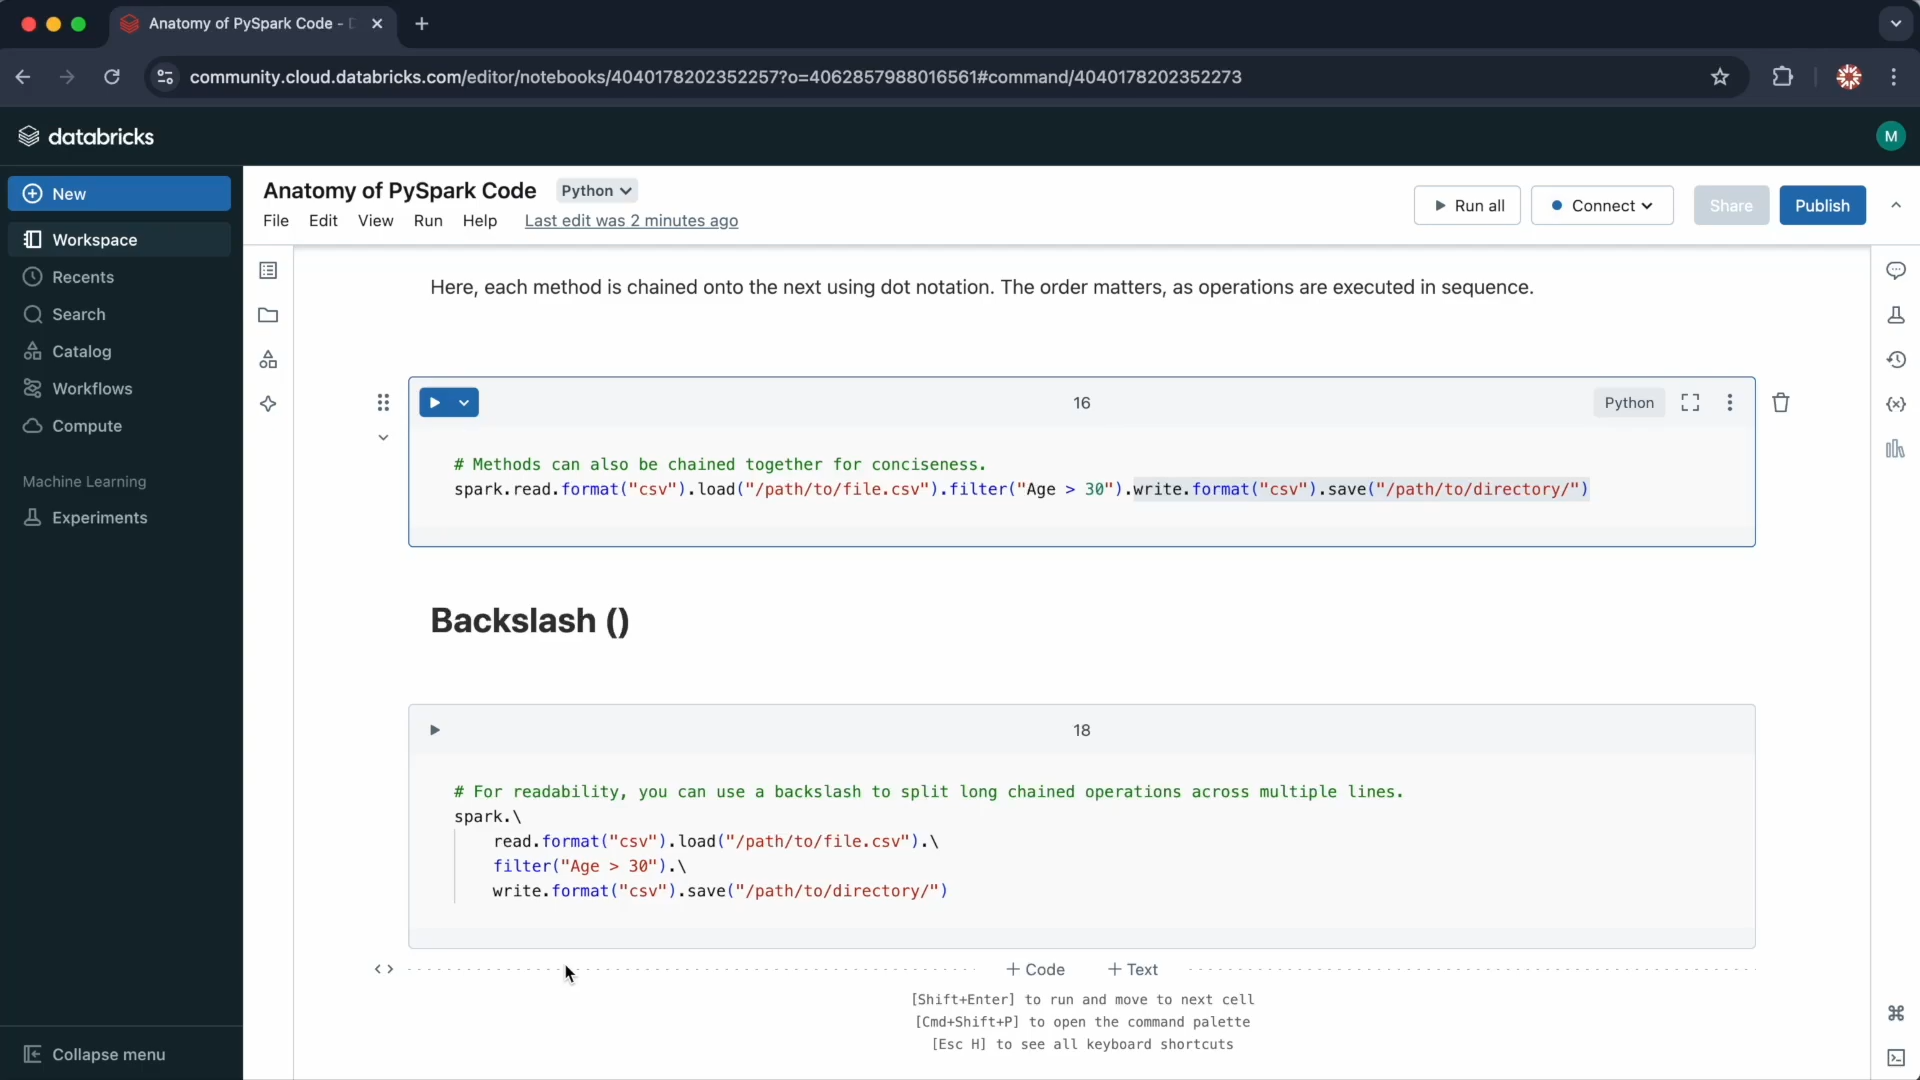 Anatomy of PySpark Code - D
community.cloud.databricks.com/editor/notebooks/4040178202352257?o=4062857988016561#command/4040178202352273
databricks
M
New
Workspace
Recents
Search
Catalog
Workflows
Compute
Machine Learning
Experiments
Collapse menu
Anatomy of PySpark Code
Python
File Edit View Run Help Last edit was 2 minutes ago
Run all
Connect
Share
Publish
Here, each method is chained onto the next using dot notation. The order matters, as operations are executed in sequence.
16
Python
# Methods can also be chained together for conciseness.
spark.read.format("csv").load("/path/to/file.csv").filter("Age > 30").write.format("csv").save("/path/to/directory/")
Backslash ()
18
# For readability, you can use a backslash to split long chained operations across multiple lines.
spark.\
read.format("csv").load("/path/to/file.csv").\
filter("Age > 30").\
write.format("csv").save("/path/to/directory/")
+ Code + Text
[Shift+Enter] to run and move to next cell
[Cmd+Shift+P] to open the command palette
[Esc H] to see all keyboard shortcuts